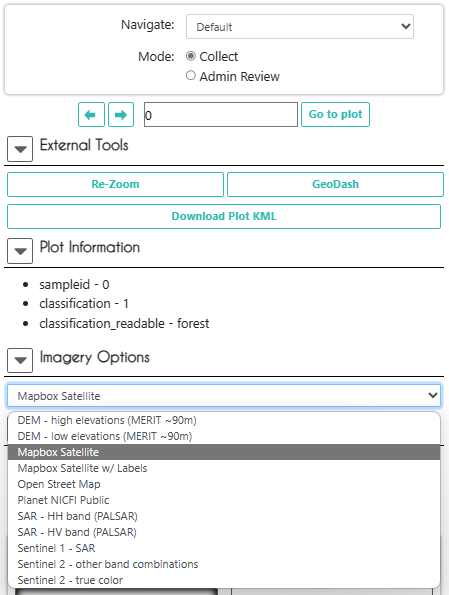 Navigate: Default
Mode: Collect
Admin Review
0 Go to plot
External Tools
Re-Zoom GeoDash
Download Plot KML
Plot Information
sampleid - 0
classification - 1
classification_readable - forest
Imagery Options
Mapbox Satellite
DEM - high elevations (MERIT ~90m)
DEM - low elevations (MERIT ~90m)
Mapbox Satellite
Mapbox Satellite w/ Labels
Open Street Map
Planet NICFI Public
SAR - HH band (PALSAR)
SAR - HV band (PALSAR)
Sentinel 1 - SAR
Sentinel 2 - other band combinations
Sentinel 2 - true color